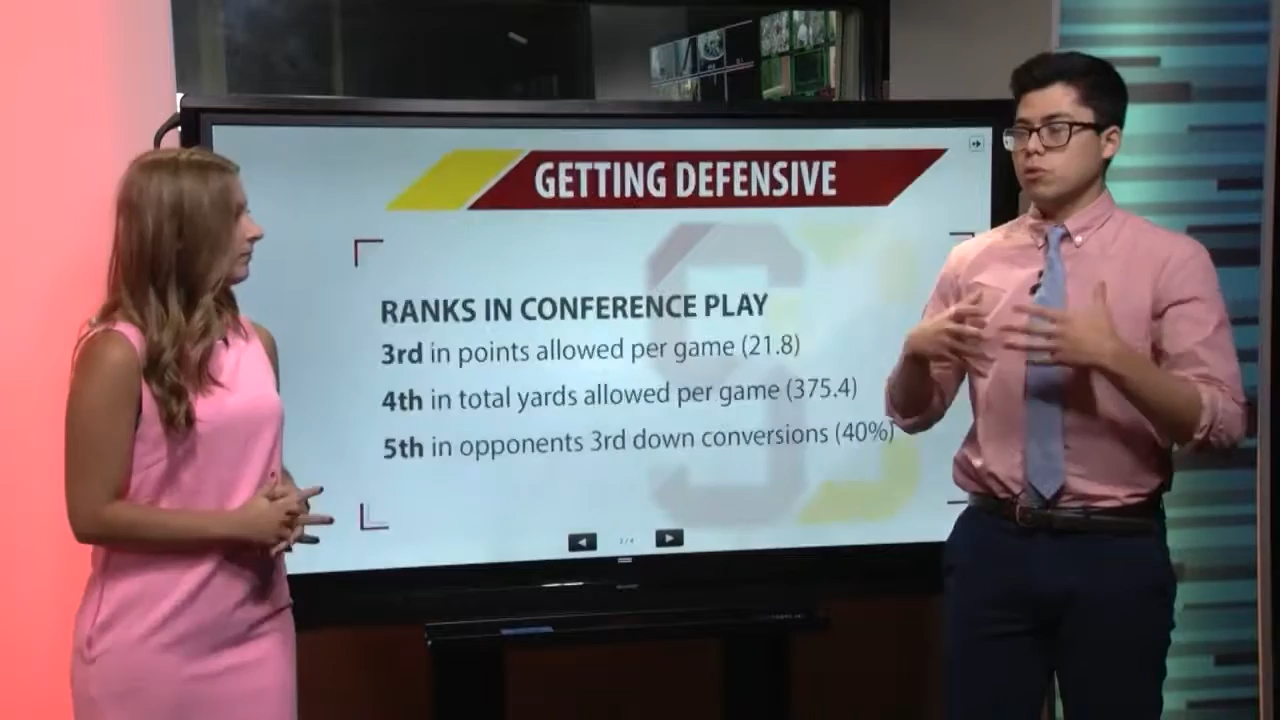 GETTING DEFENSIVE
RANKS IN CONFERENCE PLAY
3rd in points allowed per game (21.8)
4th in total yards allowed per game (375.4)
5th in opponents 3rd down conversions (40%)